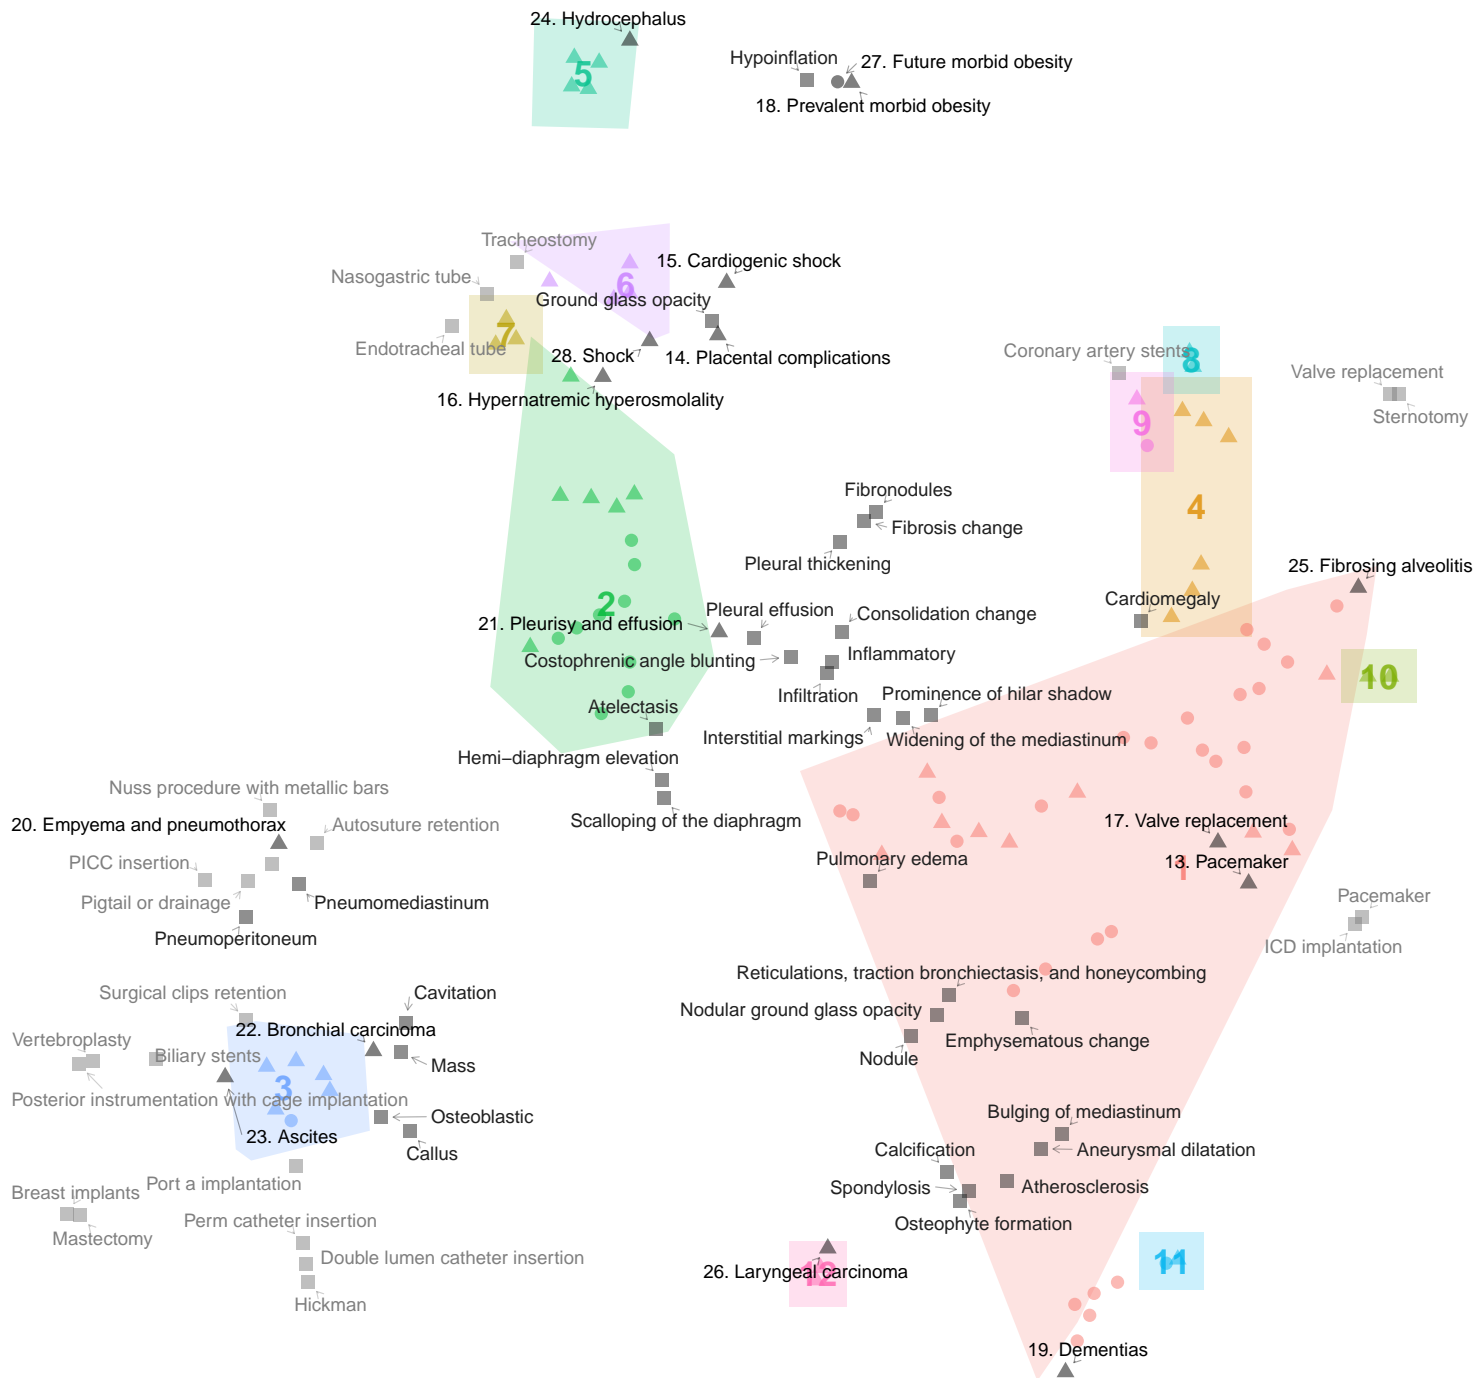 24. Hydrocephalus
5
Hypoinflation
27. Future morbid obesity
18. Prevalent morbid obesity
Tracheostomy
Nasogastric tube
6
15. Cardiogenic shock
Ground glass opacity
7
Endotracheal tube
28. Shock
14. Placental complications
16. Hypernatremic hyperosmolality
Coronary artery stents
8
Valve replacement
Sternotomy
9
4
Fibronodules
Fibrosis change
Pleural thickening
25. Fibrosing alveolitis
2
Pleural effusion
Consolidation change
Cardiomegaly
21. Pleurisy and effusion
Costophrenic angle blunting
Inflammatory
Infiltration
10
Prominence of hilar shadow
Atelectasis
Interstitial markings
Widening of the mediastinum
Hemi−diaphragm elevation
Nuss procedure with metallic bars
20. Empyema and pneumothorax
Autosuture retention
Scalloping of the diaphragm
17. Valve replacement
PICC insertion
Pulmonary edema
1
13. Pacemaker
Pigtail or drainage
Pneumomediastinum
Pacemaker
Pneumoperitoneum
ICD implantation
Reticulations, traction bronchiectasis, and honeycombing
Surgical clips retention
Cavitation
Nodular ground glass opacity
22. Bronchial carcinoma
Emphysematous change
Vertebroplasty
Biliary stents
Mass
Nodule
3
Posterior instrumentation with cage implantation
Osteoblastic
Bulging of mediastinum
23. Ascites
Callus
Calcification
Aneurysmal dilatation
Port a implantation
Spondylosis
Atherosclerosis
Breast implants
Mastectomy
Perm catheter insertion
Osteophyte formation
Double lumen catheter insertion
26. Laryngeal carcinoma
12
11
Hickman
19. Dementias